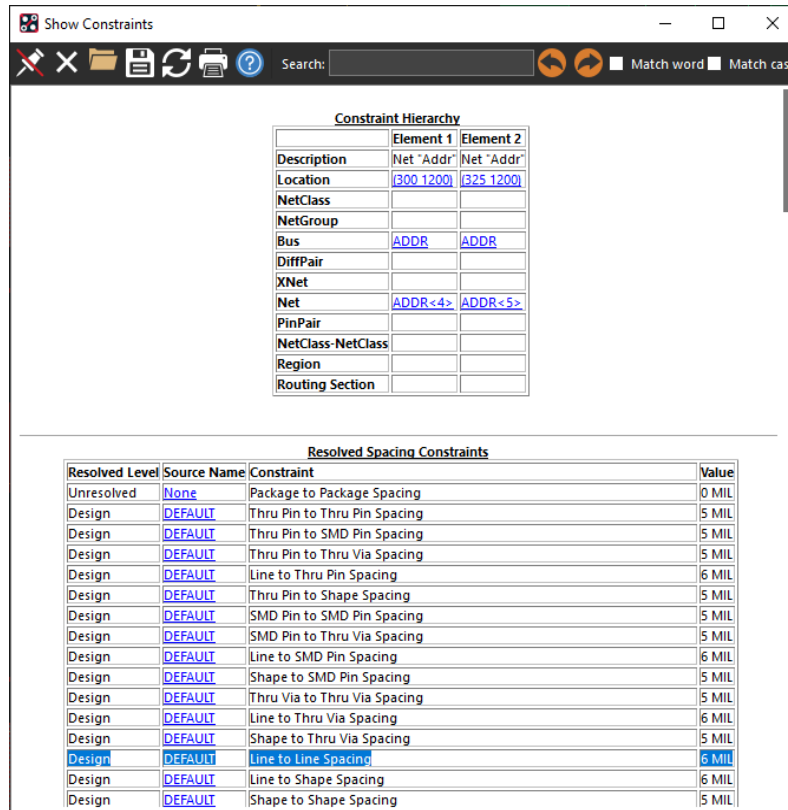 Show Constraints
Search: Match word Match cas
Constraint Hierarchy
Element 1 Element 2
Description Net "Addr" Net "Addr"
Location (300 1200) (325 1200)
NetClass
NetGroup
Bus ADDR ADDR
DiffPair
XNet
Net ADDR<4> ADDR<5>
PinPair
NetClass-NetClass
Region
Routing Section
Resolved Spacing Constraints
Resolved Level Source Name Constraint Value
Unresolved None Package to Package Spacing 0 MIL
Design DEFAULT Thru Pin to Thru Pin Spacing 5 MIL
Design DEFAULT Thru Pin to SMD Pin Spacing 5 MIL
Design DEFAULT Thru Pin to Thru Via Spacing 5 MIL
Design DEFAULT Line to Thru Pin Spacing 6 MIL
Design DEFAULT Thru Pin to Shape Spacing 5 MIL
Design DEFAULT SMD Pin to SMD Pin Spacing 5 MIL
Design DEFAULT SMD Pin to Thru Via Spacing 5 MIL
Design DEFAULT Line to SMD Pin Spacing 6 MIL
Design DEFAULT Shape to SMD Pin Spacing 5 MIL
Design DEFAULT Thru Via to Thru Via Spacing 5 MIL
Design DEFAULT Line to Thru Via Spacing 6 MIL
Design DEFAULT Shape to Thru Via Spacing 5 MIL
Design DEFAULT Line to Line Spacing 6 MIL
Design DEFAULT Line to Shape Spacing 6 MIL
Design DEFAULT Shape to Shape Spacing 5 MIL